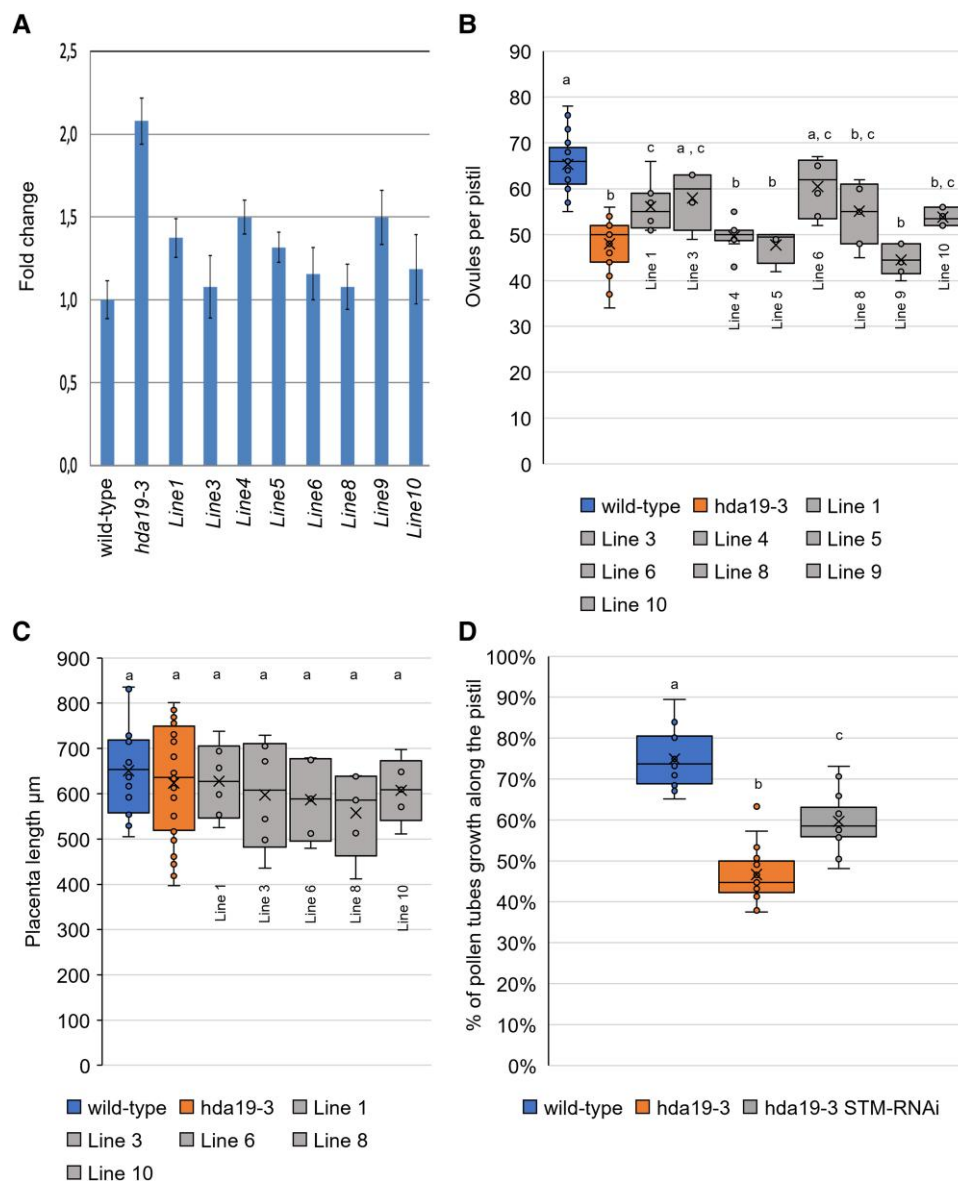 A
2,5
2,0
1,5
1,0
0,5
0,0
Fold change
wild-type
hda19-3
Line1
Line3
Line4
Line5
Line6
Line8
Line9
Line10
B
90
80
70
60
50
40
30
20
10
0
Ovules per pistil
a
b
c
a , c
b
b
a, c
b, c
b
b, c
Line 1
Line 3
Line 4
Line 5
Line 6
Line 8
Line 9
Line 10
wild-type hda19-3 Line 1
Line 3 Line 4 Line 5
Line 6 Line 8 Line 9
Line 10
C
900
800
700
600
500
400
300
200
100
0
Placenta length µm
a a a a a a a
Line 1
Line 3
Line 6
Line 8
Line 10
wild-type hda19-3 Line 1
Line 3 Line 6 Line 8
Line 10
D
100%
90%
80%
70%
60%
50%
40%
30%
20%
10%
0%
% of pollen tubes growth along the pistil
a
b
c
wild-type hda19-3 hda19-3 STM-RNAi